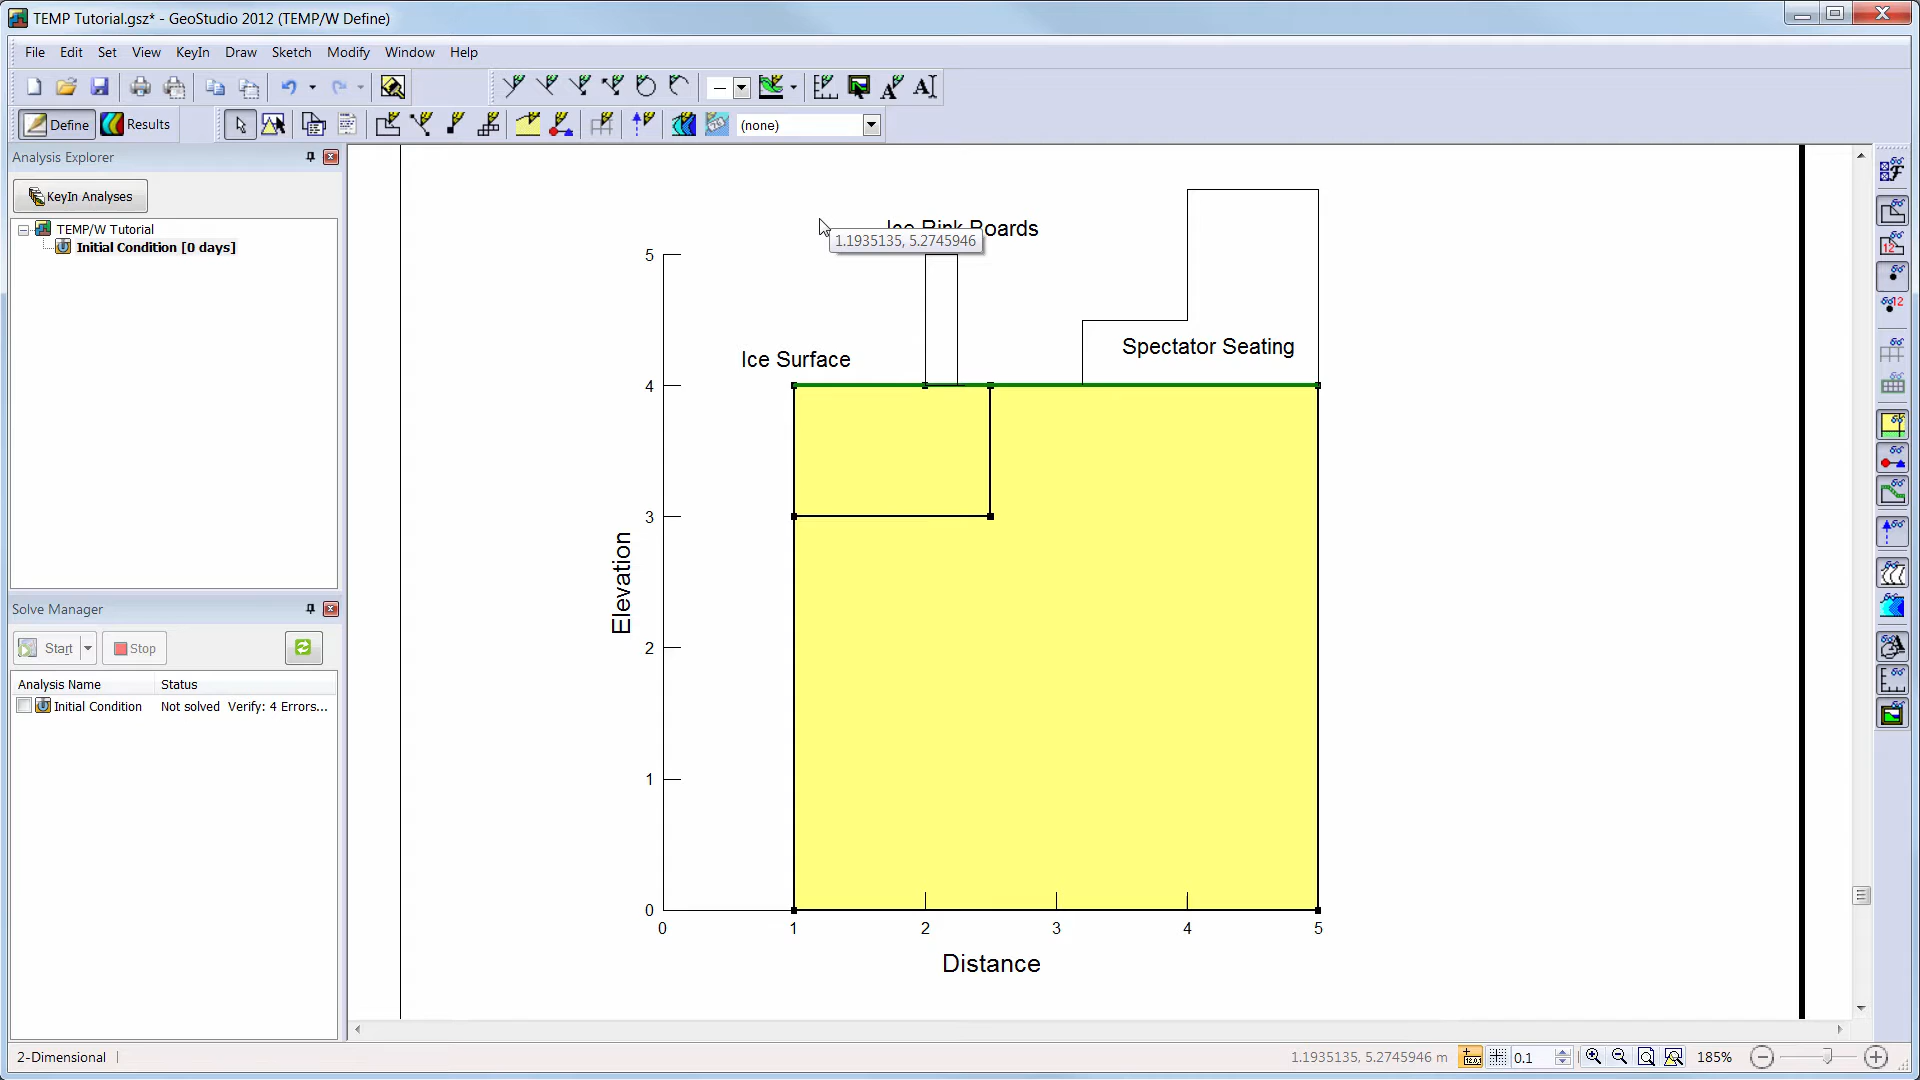 TEMP Tutorial.gsz* - GeoStudio 2012 (TEMP/W Define)
File Edit Set View KeyIn Draw Sketch Modify Window Help
Define Results (none)
Analysis Explorer
KeyIn Analyses
TEMP/W Tutorial
Initial Condition [0 days]
Solve Manager
Start Stop
Analysis Name Status
Initial Condition Not solved Verify: 4 Errors...
Ice Rink Boards
1.1935135, 5.2745946
Spectator Seating
Ice Surface
5
4
3
2
1
0
Elevation
0 1 2 3 4 5
Distance
2-Dimensional
1.1935135, 5.2745946 m
0.1
185%